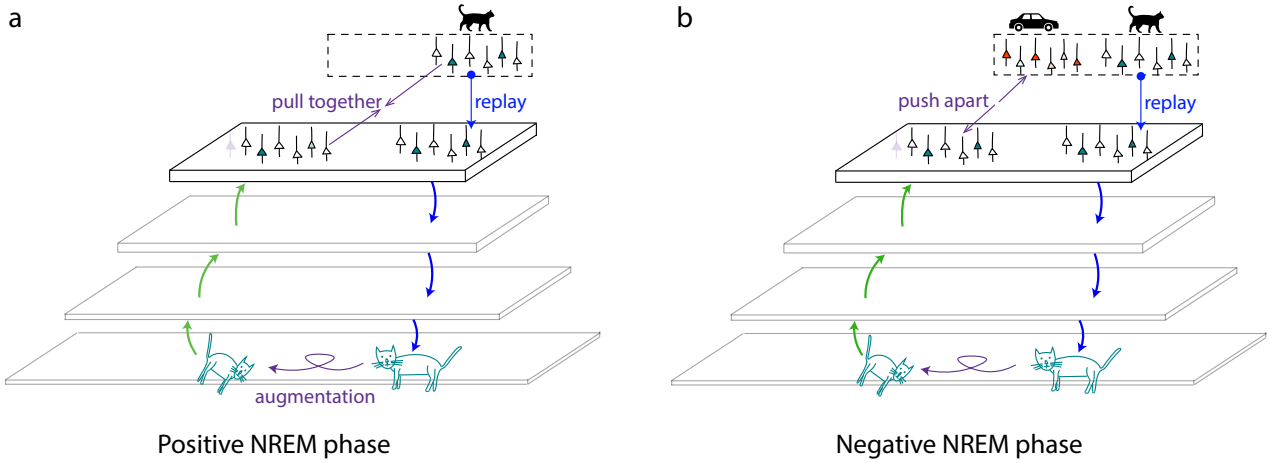 a
pull together
replay
augmentation
Positive NREM phase
b
push apart
replay
Negative NREM phase